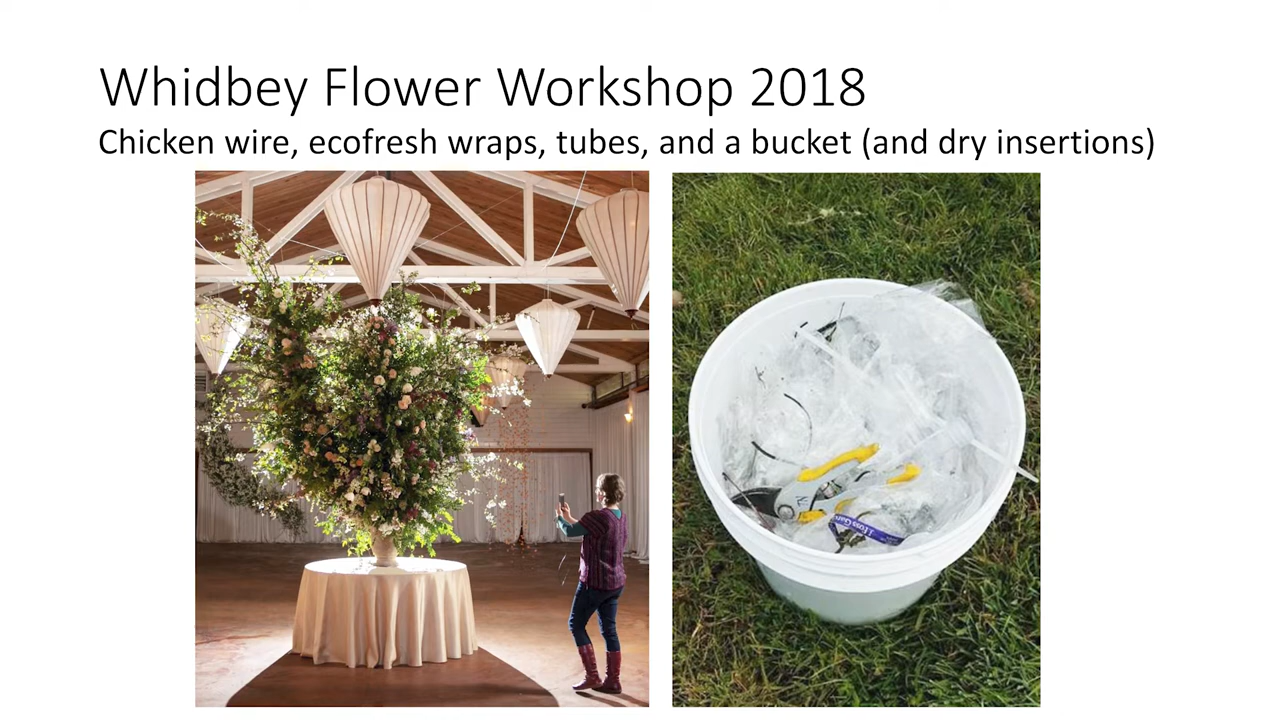 Whidbey Flower Workshop 2018
Chicken wire, ecofresh wraps, tubes, and a bucket (and dry insertions)